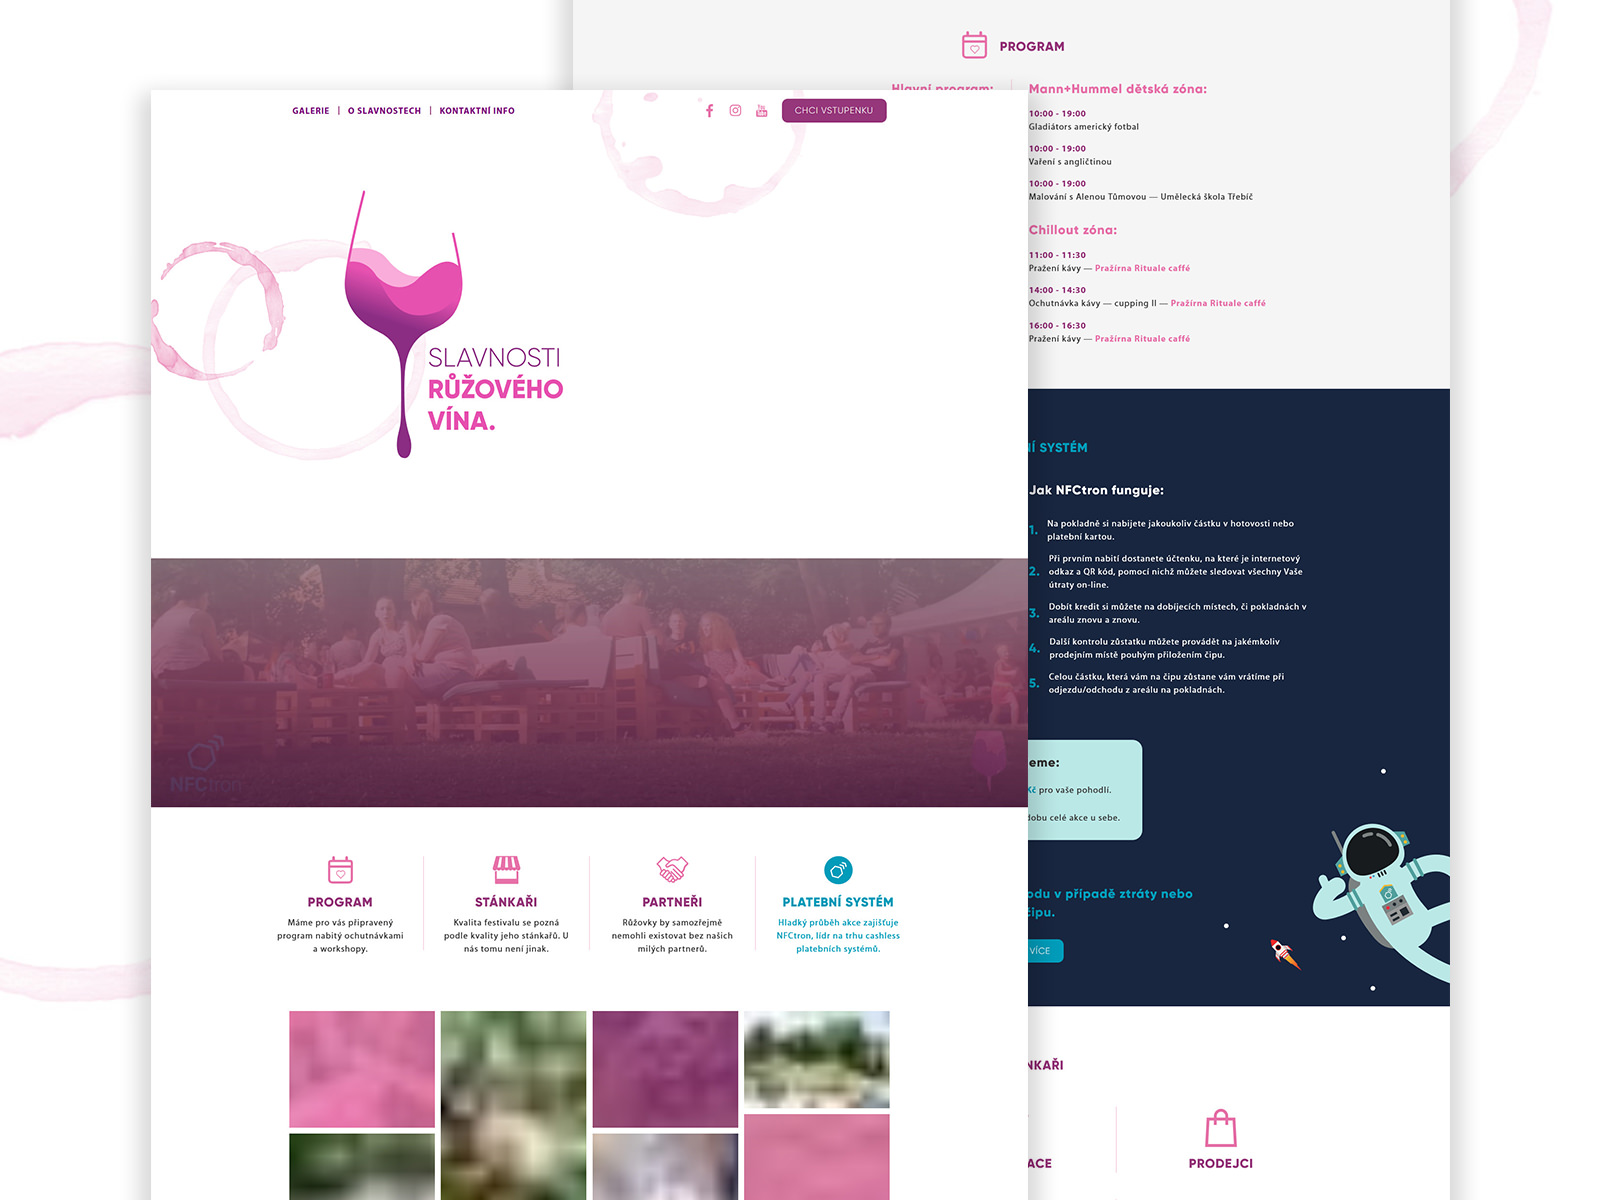 GALERIE | O SLAVNOSTECH | KONTAKTNÍ INFO
CHCI VSTUPENKU
SLAVNOSTI
RŮŽOVÉHO
VÍNA.
NFCtron
PROGRAM
Máme pro vás připravený
program nabitý ochutnávkami
a workshopy.
STÁNKAŘI
Kvalita festivalu se pozná
podle kvality jeho stánkařů. U
nás tomu není jinak.
PARTNEŘI
Růžovky by samozřejmě
nemohli existovat bez našich
milých partnerů.
PLATEBNÍ SYSTÉM
Hladký průběh akce zajišťuje
NFCtron, lídr na trhu cashless
platebních systémů.
PROGRAM
Hlavní program:
Mann+Hummel dětská zóna:
10:00 - 19:00
Gladiátors americký fotbal
10:00 - 19:00
Vaření s angličtinou
10:00 - 19:00
Malování s Alenou Tůmovou — Umělecká škola Třebíč
Chillout zóna:
11:00 - 11:30
Pražení kávy — Pražírna Rituale caffé
14:00 - 14:30
Ochutnávka kávy — cupping II — Pražírna Rituale caffé
16:00 - 16:30
Pražení kávy — Pražírna Rituale caffé
NÍ SYSTÉM
Jak NFCtron funguje:
1. Na pokladně si nabijete jakoukoliv částku v hotovosti nebo
platební kartou.
2. Při prvním nabití dostanete účtenku, na které je internetový
odkaz a QR kód, pomocí nichž můžete sledovat všechny Vaše
útraty on-line.
3. Dobít kredit si můžete na dobíjecích místech, či pokladnách v
areálu znovu a znovu.
4. Další kontrolu zůstatku můžete provádět na jakémkoliv
prodejním místě pouhým přiložením čipu.
5. Celou částku, která vám na čipu zůstane vám vrátíme při
odjezdu/odchodu z areálu na pokladnách.
eme:
Kč pro vaše pohodlí.
dobu celé akce u sebe.
odu v případě ztráty nebo
čipu.
VÍCE
NKAŘI
ACE
PRODEJCI